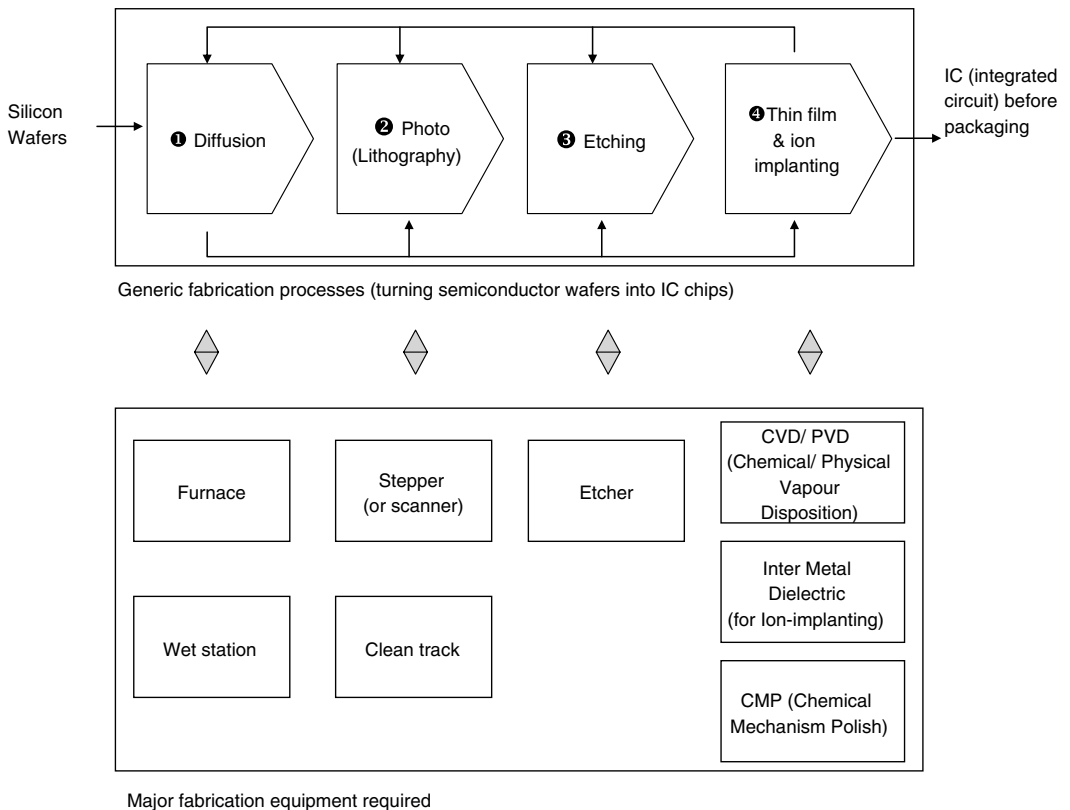 Silicon
Wafers
❶ Diffusion
❷ Photo
(Lithography)
❸ Etching
❹Thin film
& ion
implanting
IC (integrated
circuit) before
packaging
Generic fabrication processes (turning semiconductor wafers into IC chips)
Furnace
Stepper
(or scanner)
Etcher
CVD/ PVD
(Chemical/ Physical
Vapour
Disposition)
Wet station
Clean track
Inter Metal
Dielectric
(for Ion-implanting)
CMP (Chemical
Mechanism Polish)
Major fabrication equipment required